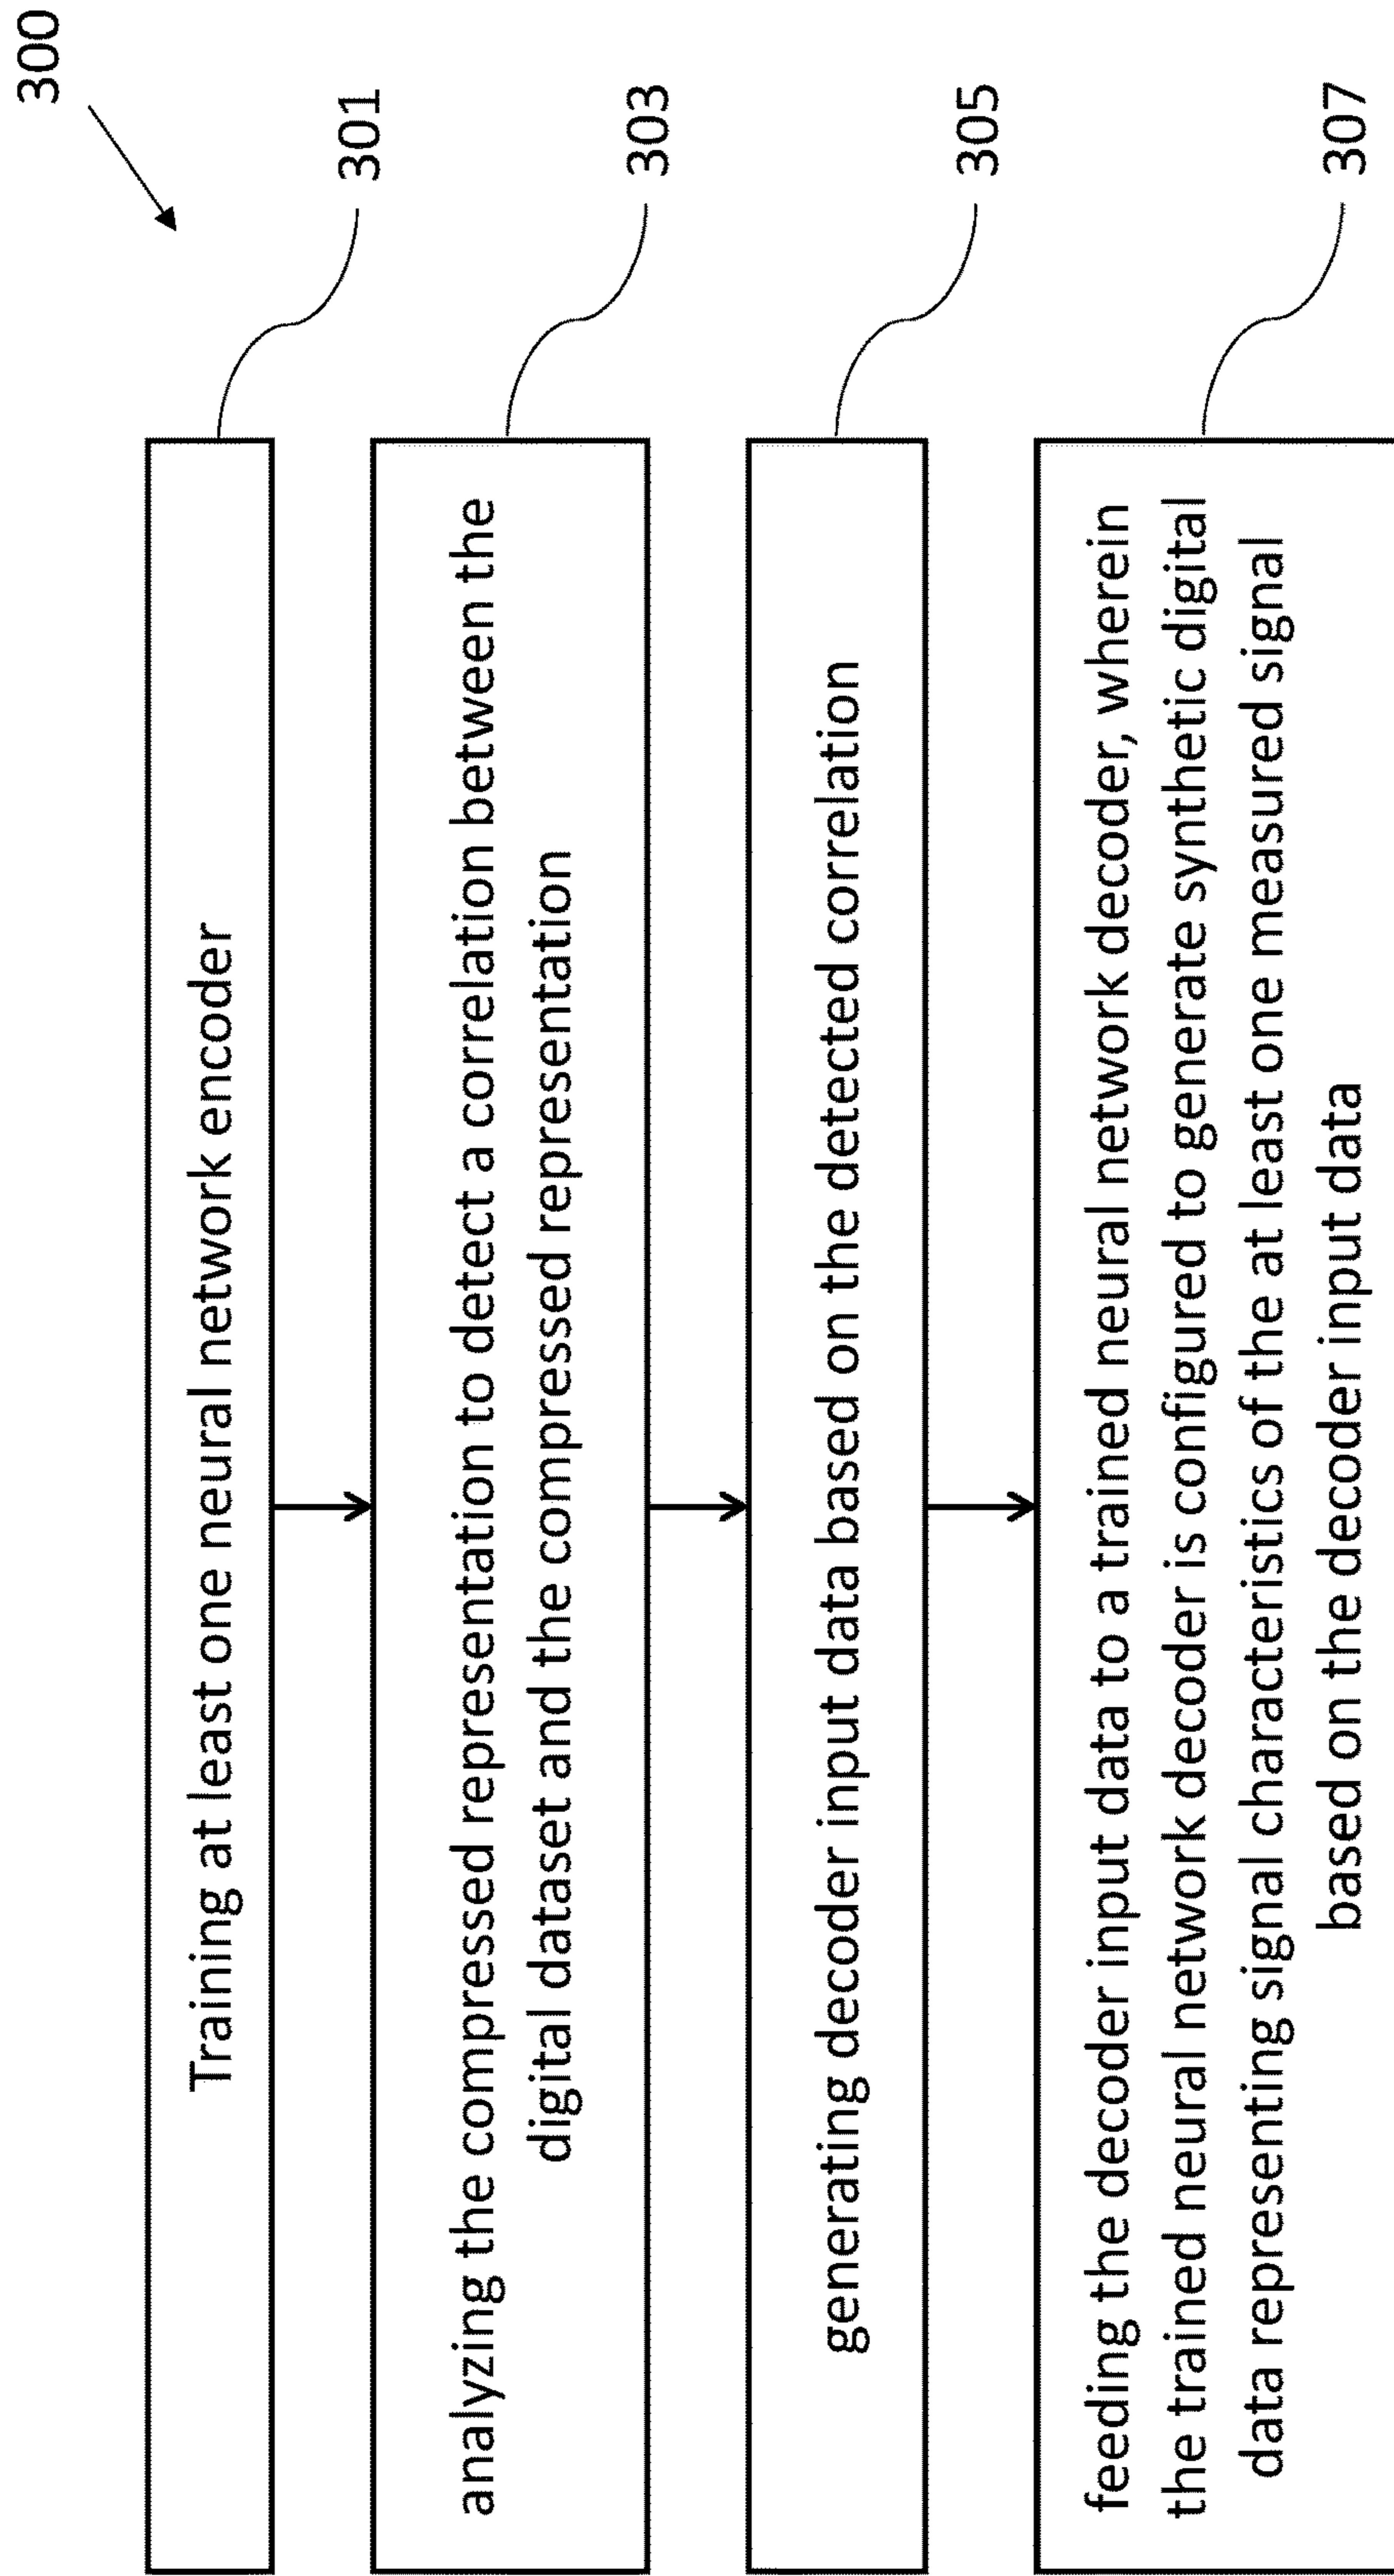 300
Training at least one neural network encoder
301
analyzing the compressed representation to detect a correlation between the
digital dataset and the compressed representation
303
generating decoder input data based on the detected correlation
305
feeding the decoder input data to a trained neural network decoder, wherein
the trained neural network decoder is configured to generate synthetic digital
data representing signal characteristics of the at least one measured signal
based on the decoder input data
307